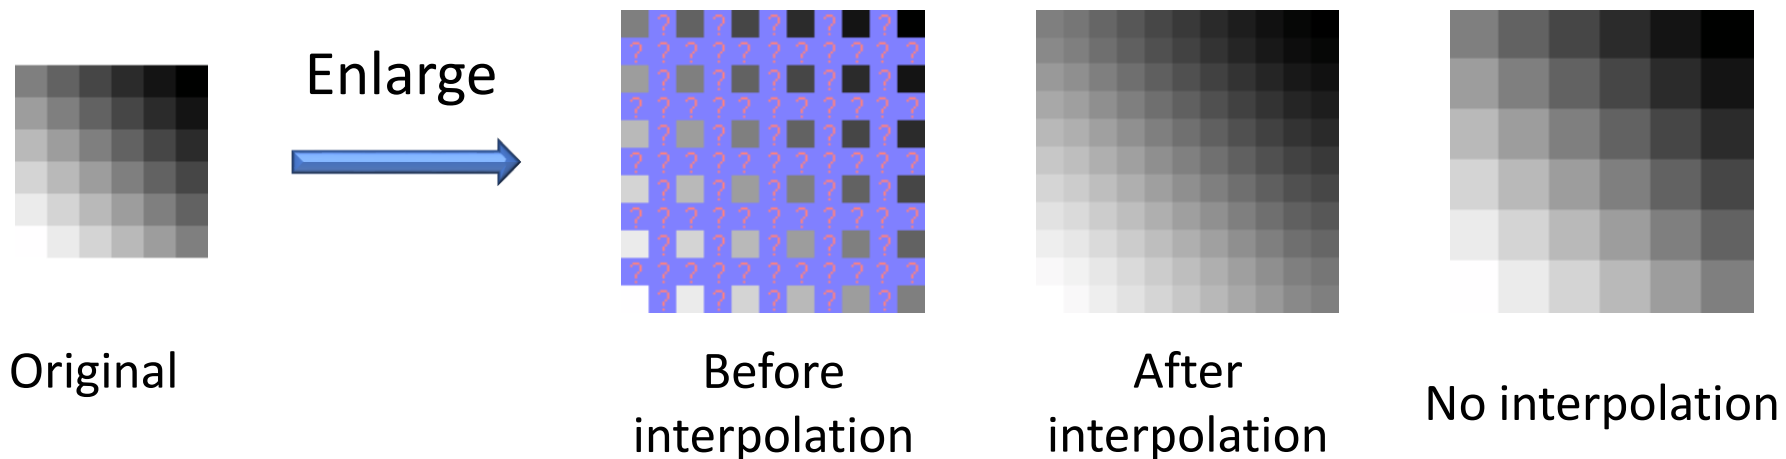 Enlarge
? ? ? ? ?
? ? ? ? ? ? ? ? ? ? ?
? ? ? ? ?
? ? ? ? ? ? ? ? ? ? ?
? ? ? ? ?
? ? ? ? ? ? ? ? ? ? ?
? ? ? ? ?
? ? ? ? ? ? ? ? ? ? ?
? ? ? ? ?
? ? ? ? ? ? ? ? ? ? ?
? ? ? ? ?
Original
Before
interpolation
After
interpolation
No interpolation